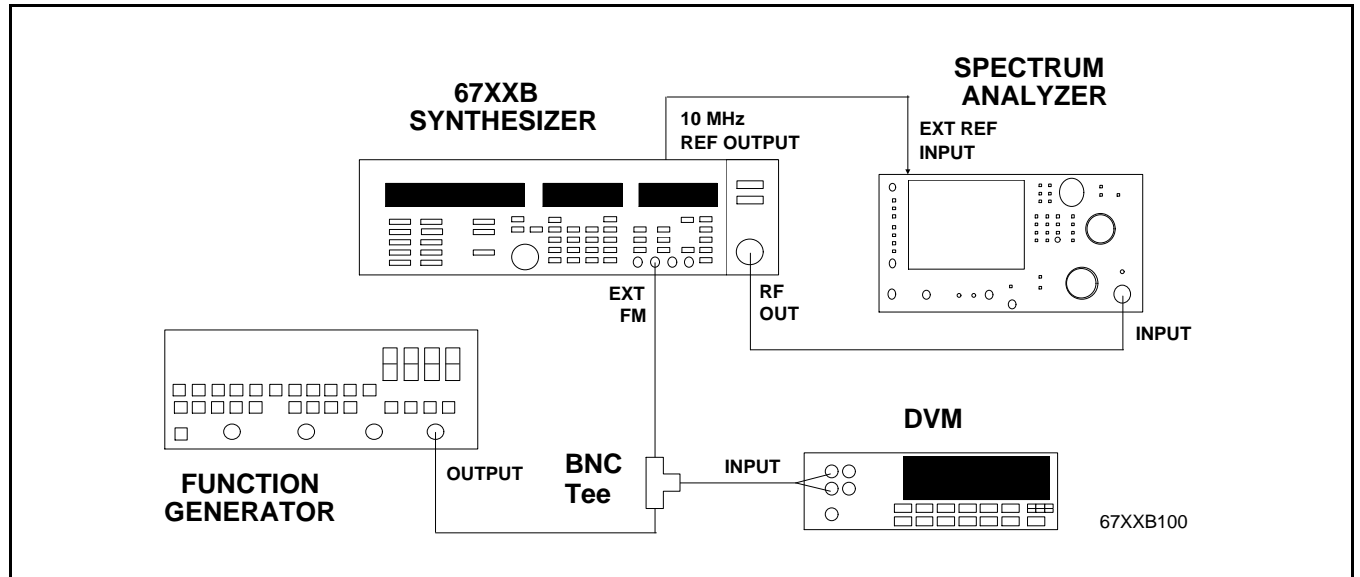 67XXB
SYNTHESIZER
SPECTRUM
ANALYZER
10 MHz
REF OUTPUT
EXT REF
INPUT
EXT
FM
RF
OUT
INPUT
FUNCTION
GENERATOR
OUTPUT
BNC
Tee
INPUT
DVM
67XXB100